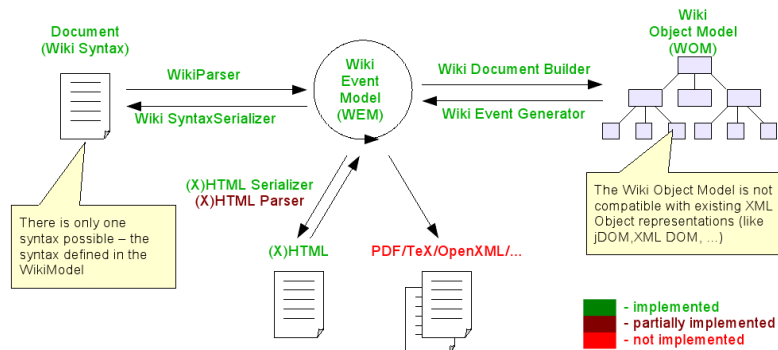 Document
(Wiki Syntax)
WikiParser
Wiki SyntaxSerializer
Wiki
Event
Model
(WEM)
Wiki Document Builder
Wiki Event Generator
Wiki
Object Model
(WOM)
There is only one
syntax possible – the
syntax defined in the
WikiModel
(X)HTML Serializer
(X)HTML Parser
The Wiki Object Model is not
compatible with existing XML
Object representations (like
jDOM,XML DOM, ...)
(X)HTML
PDF/TeX/OpenXML/...
- implemented
- partially implemented
- not implemented